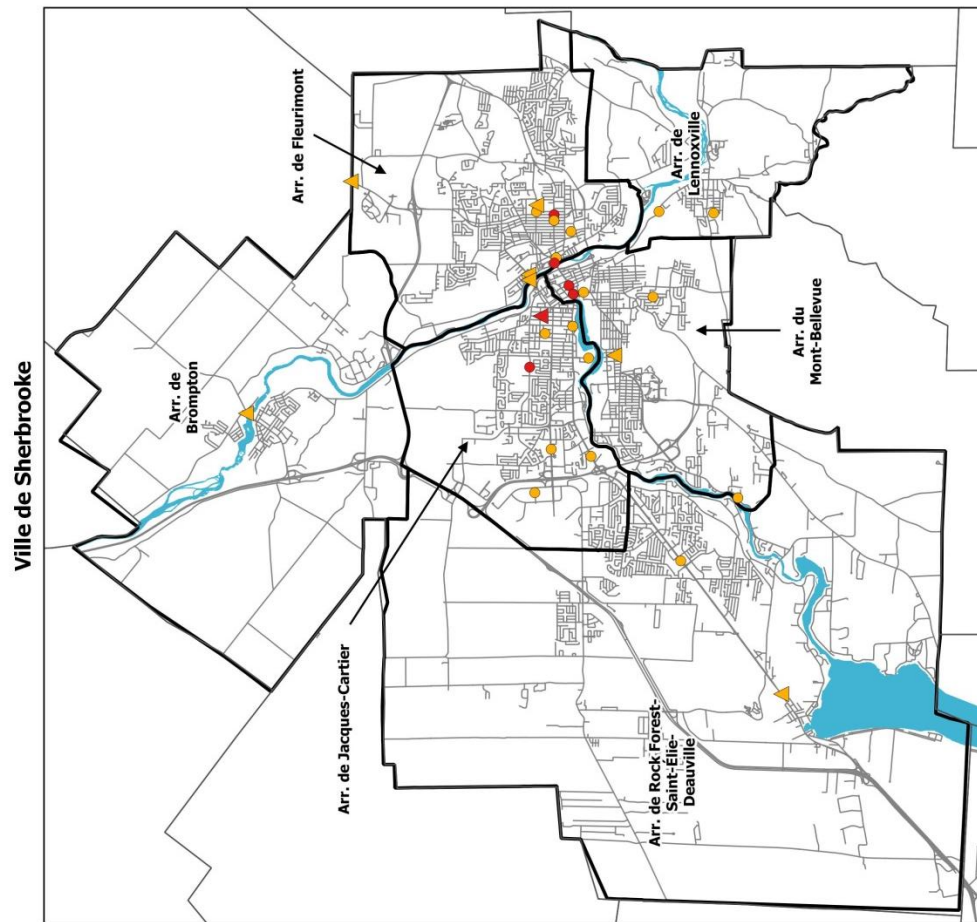 Ville de Sherbrooke
Arr. de
Brompton
Arr. de Fleurimont
Arr. de Jacques-Cartier
Arr. de
Lennoxville
Arr. de Rock Forest-
Saint-Élie-
Deauville
Arr. du
Mont-Bellevue